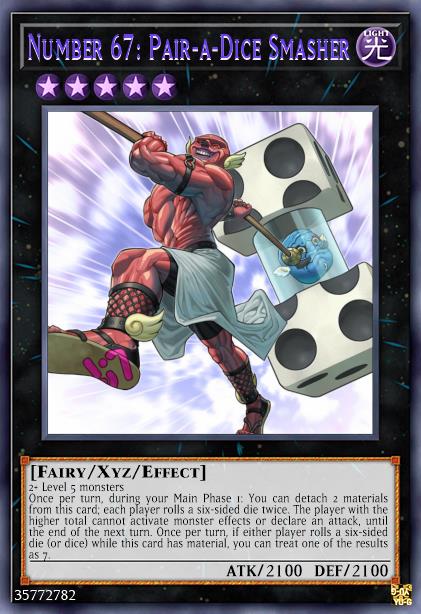 Number 67: Pair-a-Dice Smasher
LIGHT
光
67
[Fairy/Xyz/Effect]
2+ Level 5 monsters
Once per turn, during your Main Phase 1: You can detach 2 materials
from this card; each player rolls a six-sided die twice. The player with the
higher total cannot activate monster effects or declare an attack, until
the end of the next turn. Once per turn, if either player rolls a six-sided
die (or dice) while this card has material, you can treat one of the results
as 7.
ATK/2100 DEF/2100
35772782